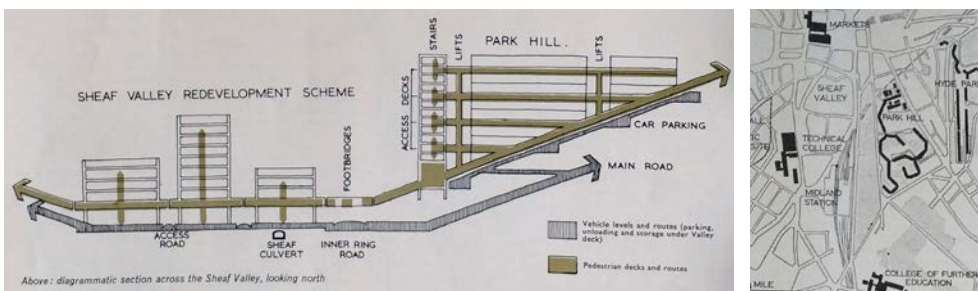 STAIRS
LIFTS
PARK HILL.
LIFTS
SHEAF VALLEY REDEVELOPMENT SCHEME
ACCESS DECKS
CAR PARKING
FOOTBRIDGES
MAIN ROAD
ACCESS
ROAD
SHEAF
CULVERT
INNER RING
ROAD
Vehicle levels and routes (parking,
unloading and storage under Valley
deck)
Pedestrian decks and routes
Above: diagrammatic section across the Sheaf Valley, looking north
MARKETS
SHEAF
VALLEY
HYDE PARK
PARK HILL
TECHNICAL
COLLEGE
MIDLAND
STATION
COLLEGE OF FURTHER
EDUCATION
MILE